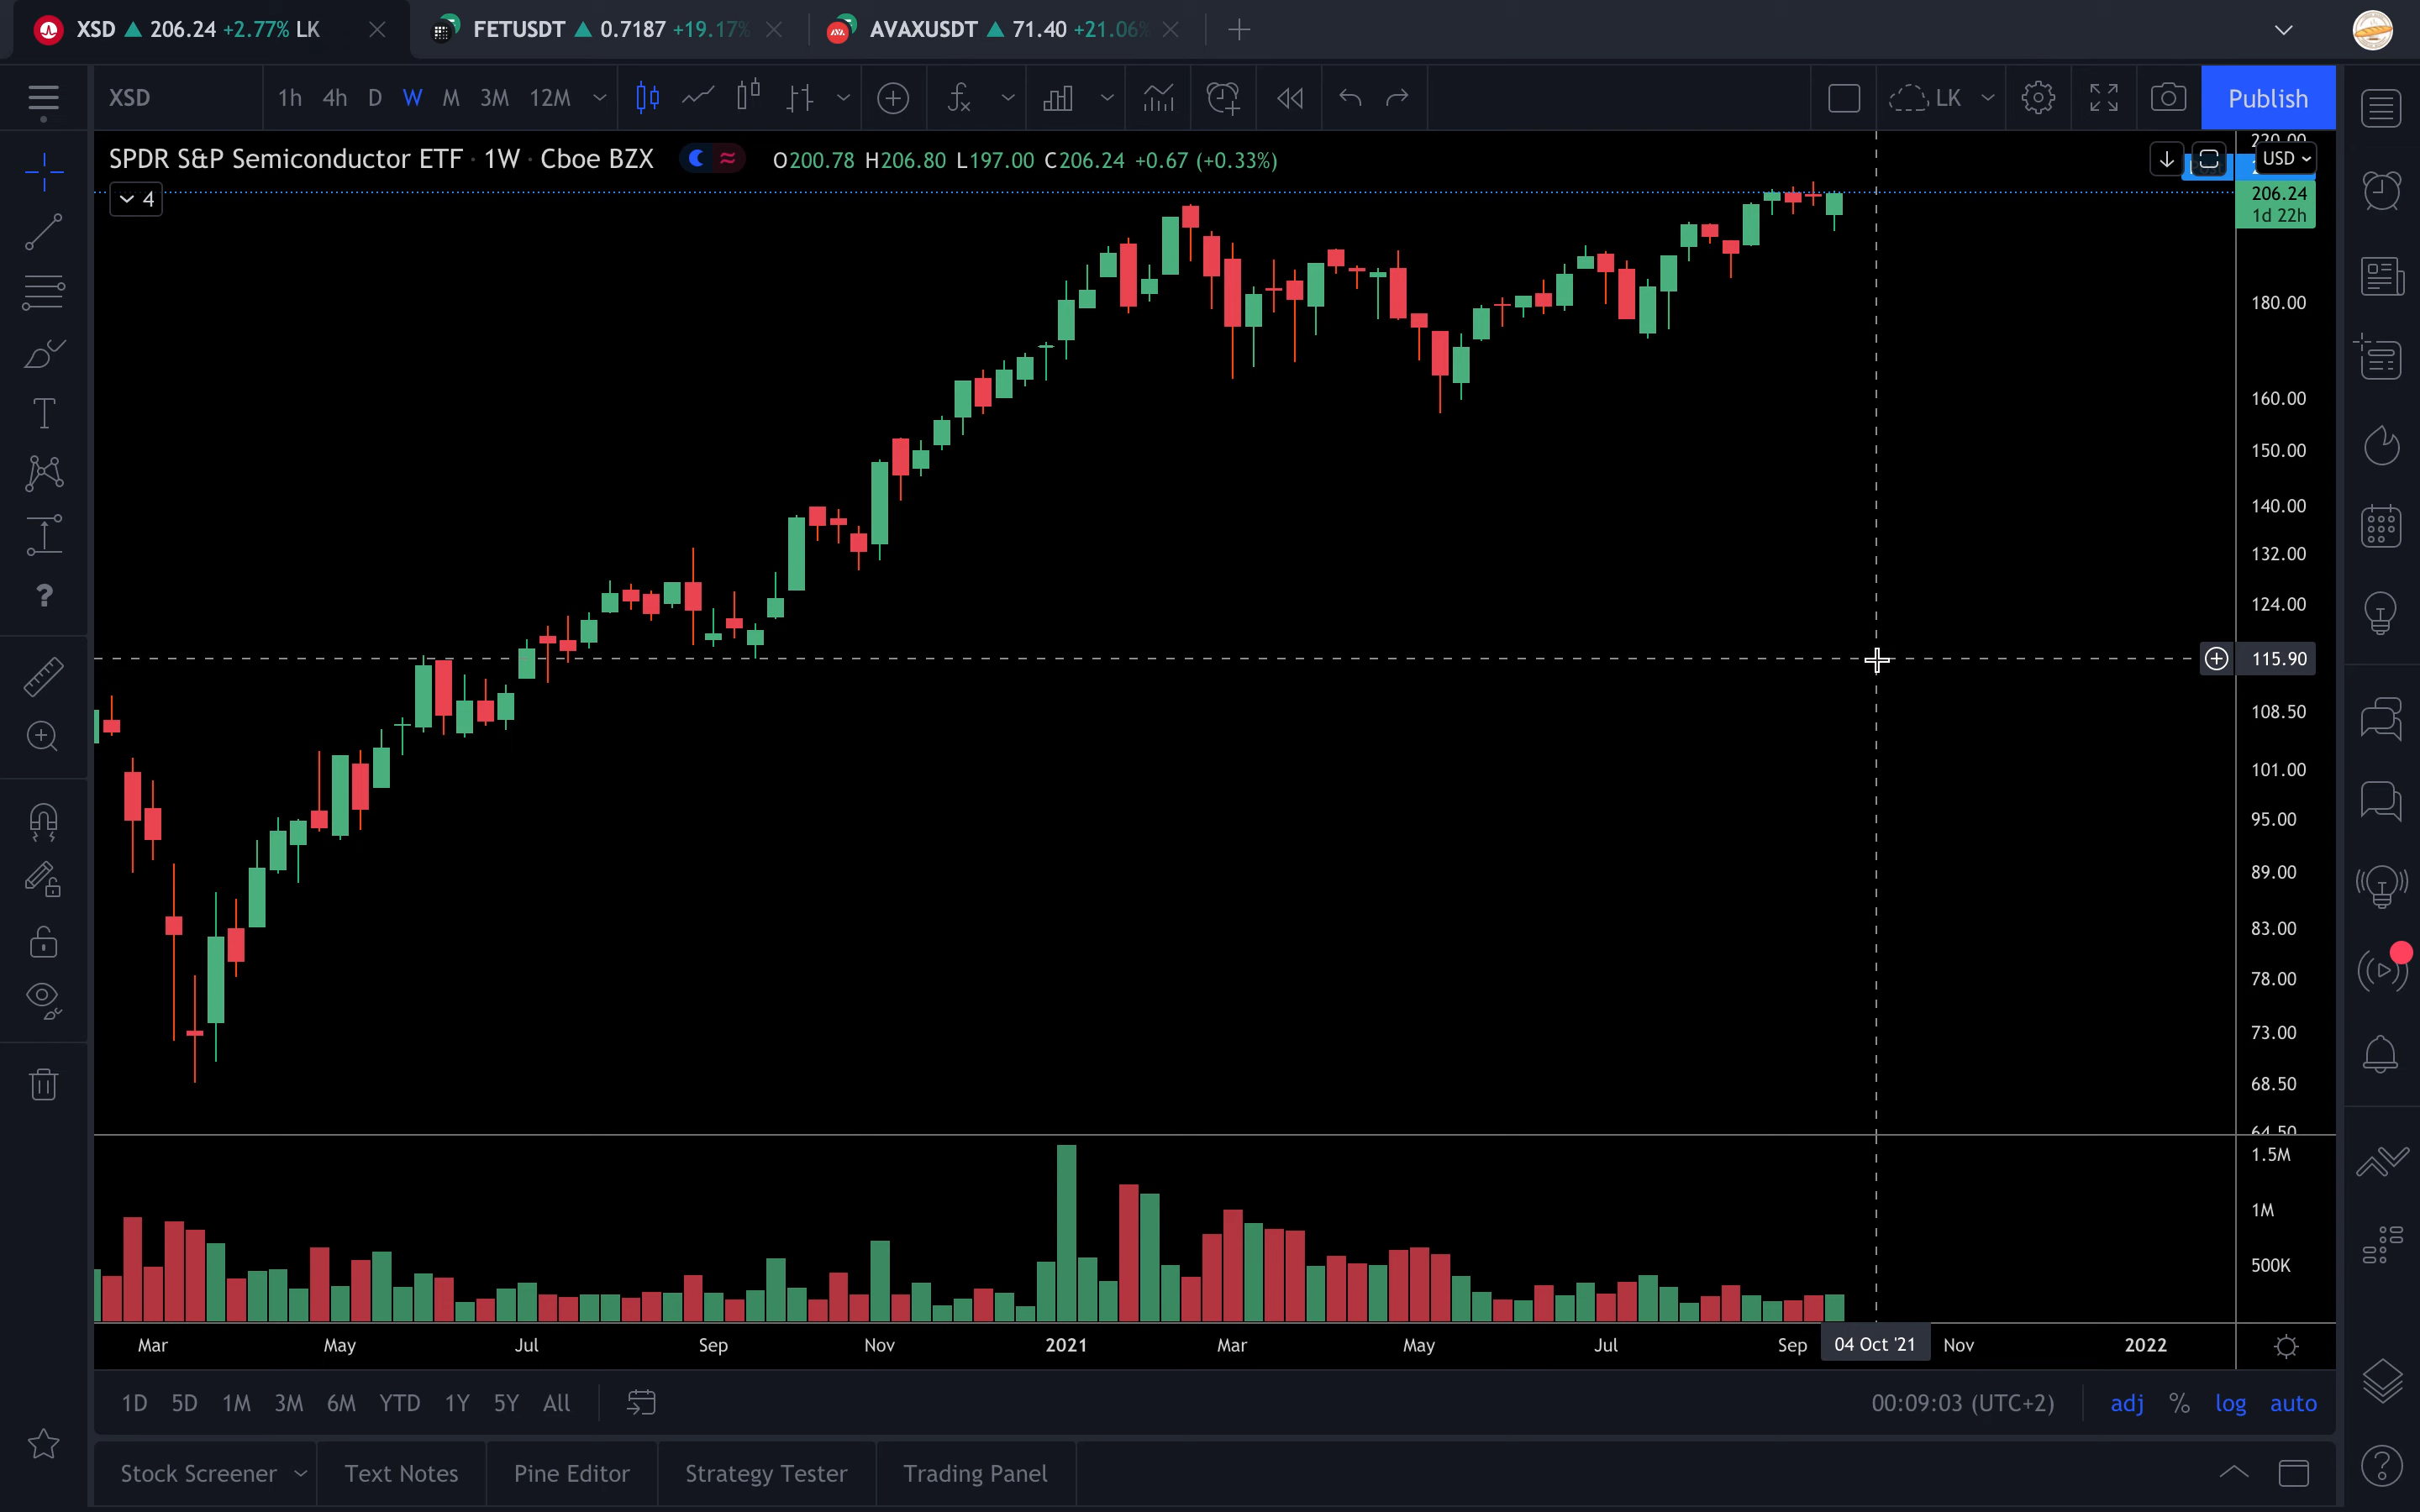 XSD ▲ 206.24 +2.77% LK
FETUSDT ▲ 0.7187 +19.17%
AVAXUSDT ▲ 71.40 +21.06%
XSD
1h 4h D W M 3M 12M
LK
Publish
SPDR S&P Semiconductor ETF · 1W · Cboe BZX
O200.78 H206.80 L197.00 C206.24 +0.67 (+0.33%)
4
USD
220.00
206.24
1d 22h
180.00
160.00
150.00
140.00
132.00
124.00
115.90
108.50
101.00
95.00
89.00
83.00
78.00
73.00
68.50
64.50
1.5M
1M
500K
Mar May Jul Sep Nov 2021 Mar May Jul Sep 04 Oct '21 Nov 2022
1D 5D 1M 3M 6M YTD 1Y 5Y All
00:09:03 (UTC+2)
adj % log auto
Stock Screener
Text Notes
Pine Editor
Strategy Tester
Trading Panel